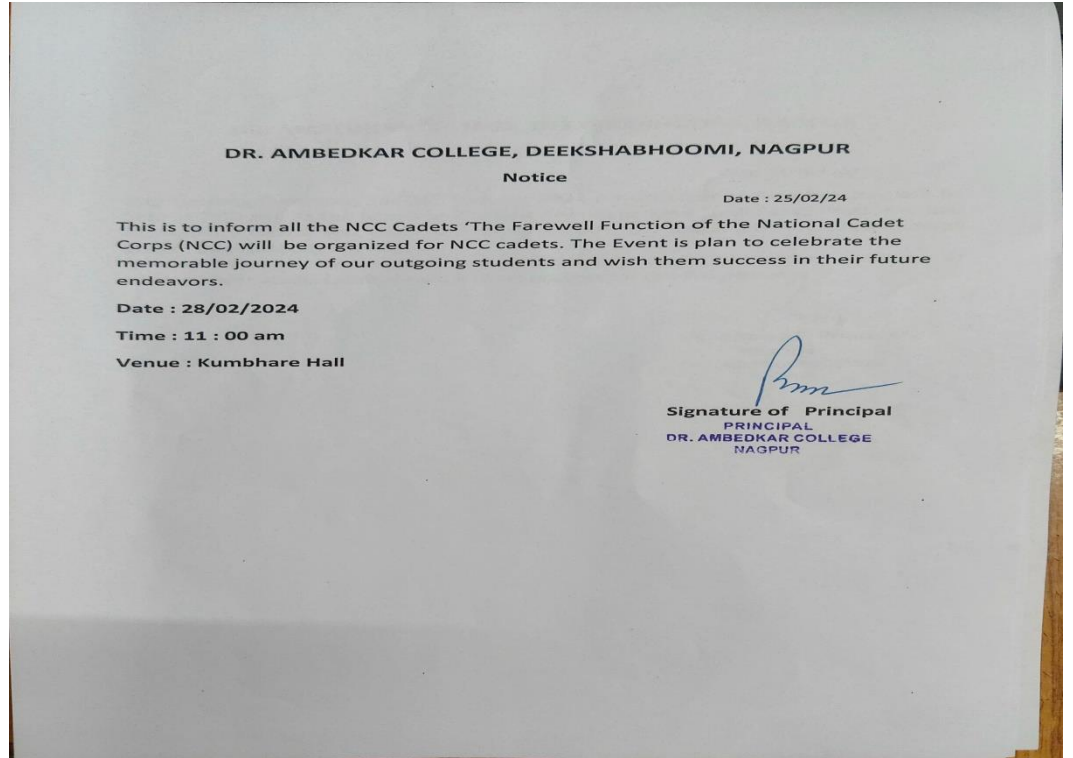 DR. AMBEDKAR COLLEGE, DEEKSHABHOOMI, NAGPUR
Notice
Date : 25/02/24
This is to inform all the NCC Cadets ‘The Farewell Function of the National Cadet
Corps (NCC) will be organized for NCC cadets. The Event is plan to celebrate the
memorable journey of our outgoing students and wish them success in their future
endeavors.
Date : 28/02/2024
Time : 11 : 00 am
Venue : Kumbhare Hall
Signature of Principal
PRINCIPAL
DR. AMBEDKAR COLLEGE
NAGPUR